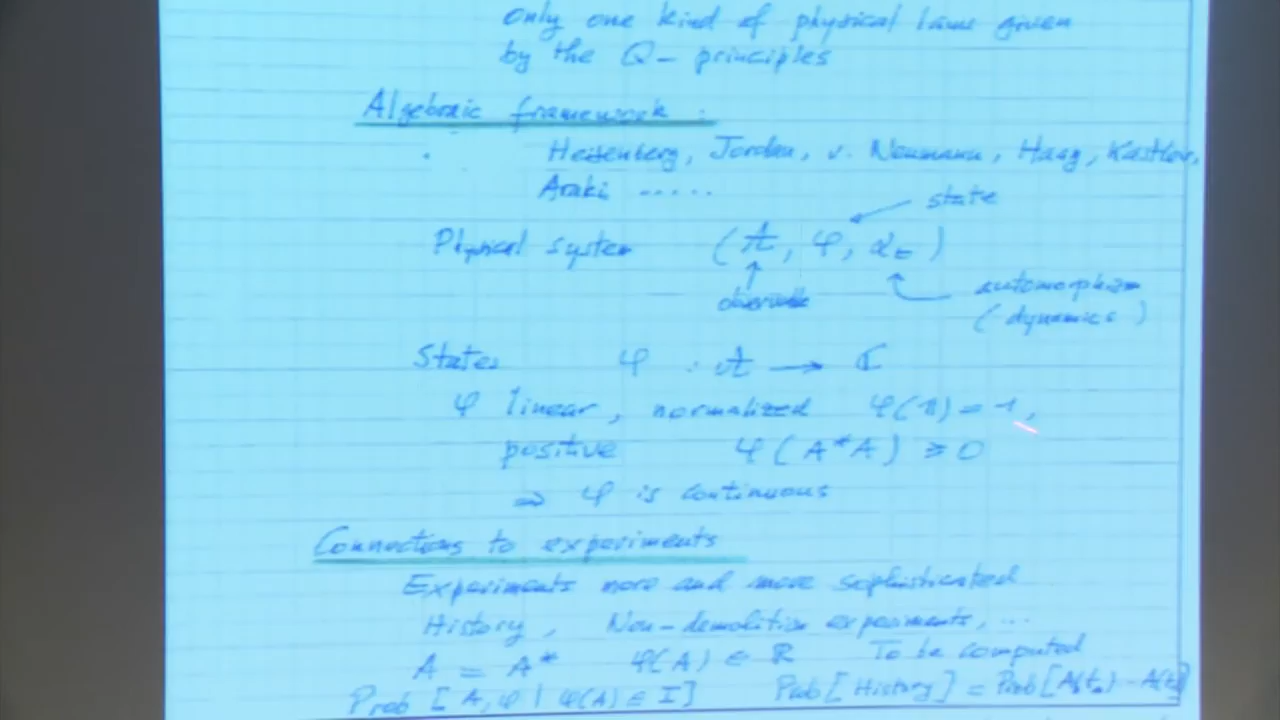 only one kind of physical laws given
by the Q- principles
Algebraic framework :
Heisenberg, Jordan, v. Neumann, Haag, Kastler,
Araki .....
state
Physical system (A, φ, α_t)
observable
automorphism
(dynamics)
States φ : A → ℂ
φ linear, normalized φ(1) = 1,
positive φ(A*A) ≥ 0
⇒ φ is continuous
Connections to experiments
Experiments more and more sophisticated
History, Non-demolition experiments, ...
A = A* φ(A) ∈ ℝ To be computed
Prob [A, φ | φ(A) ∈ I] Prob[History] = Prob[